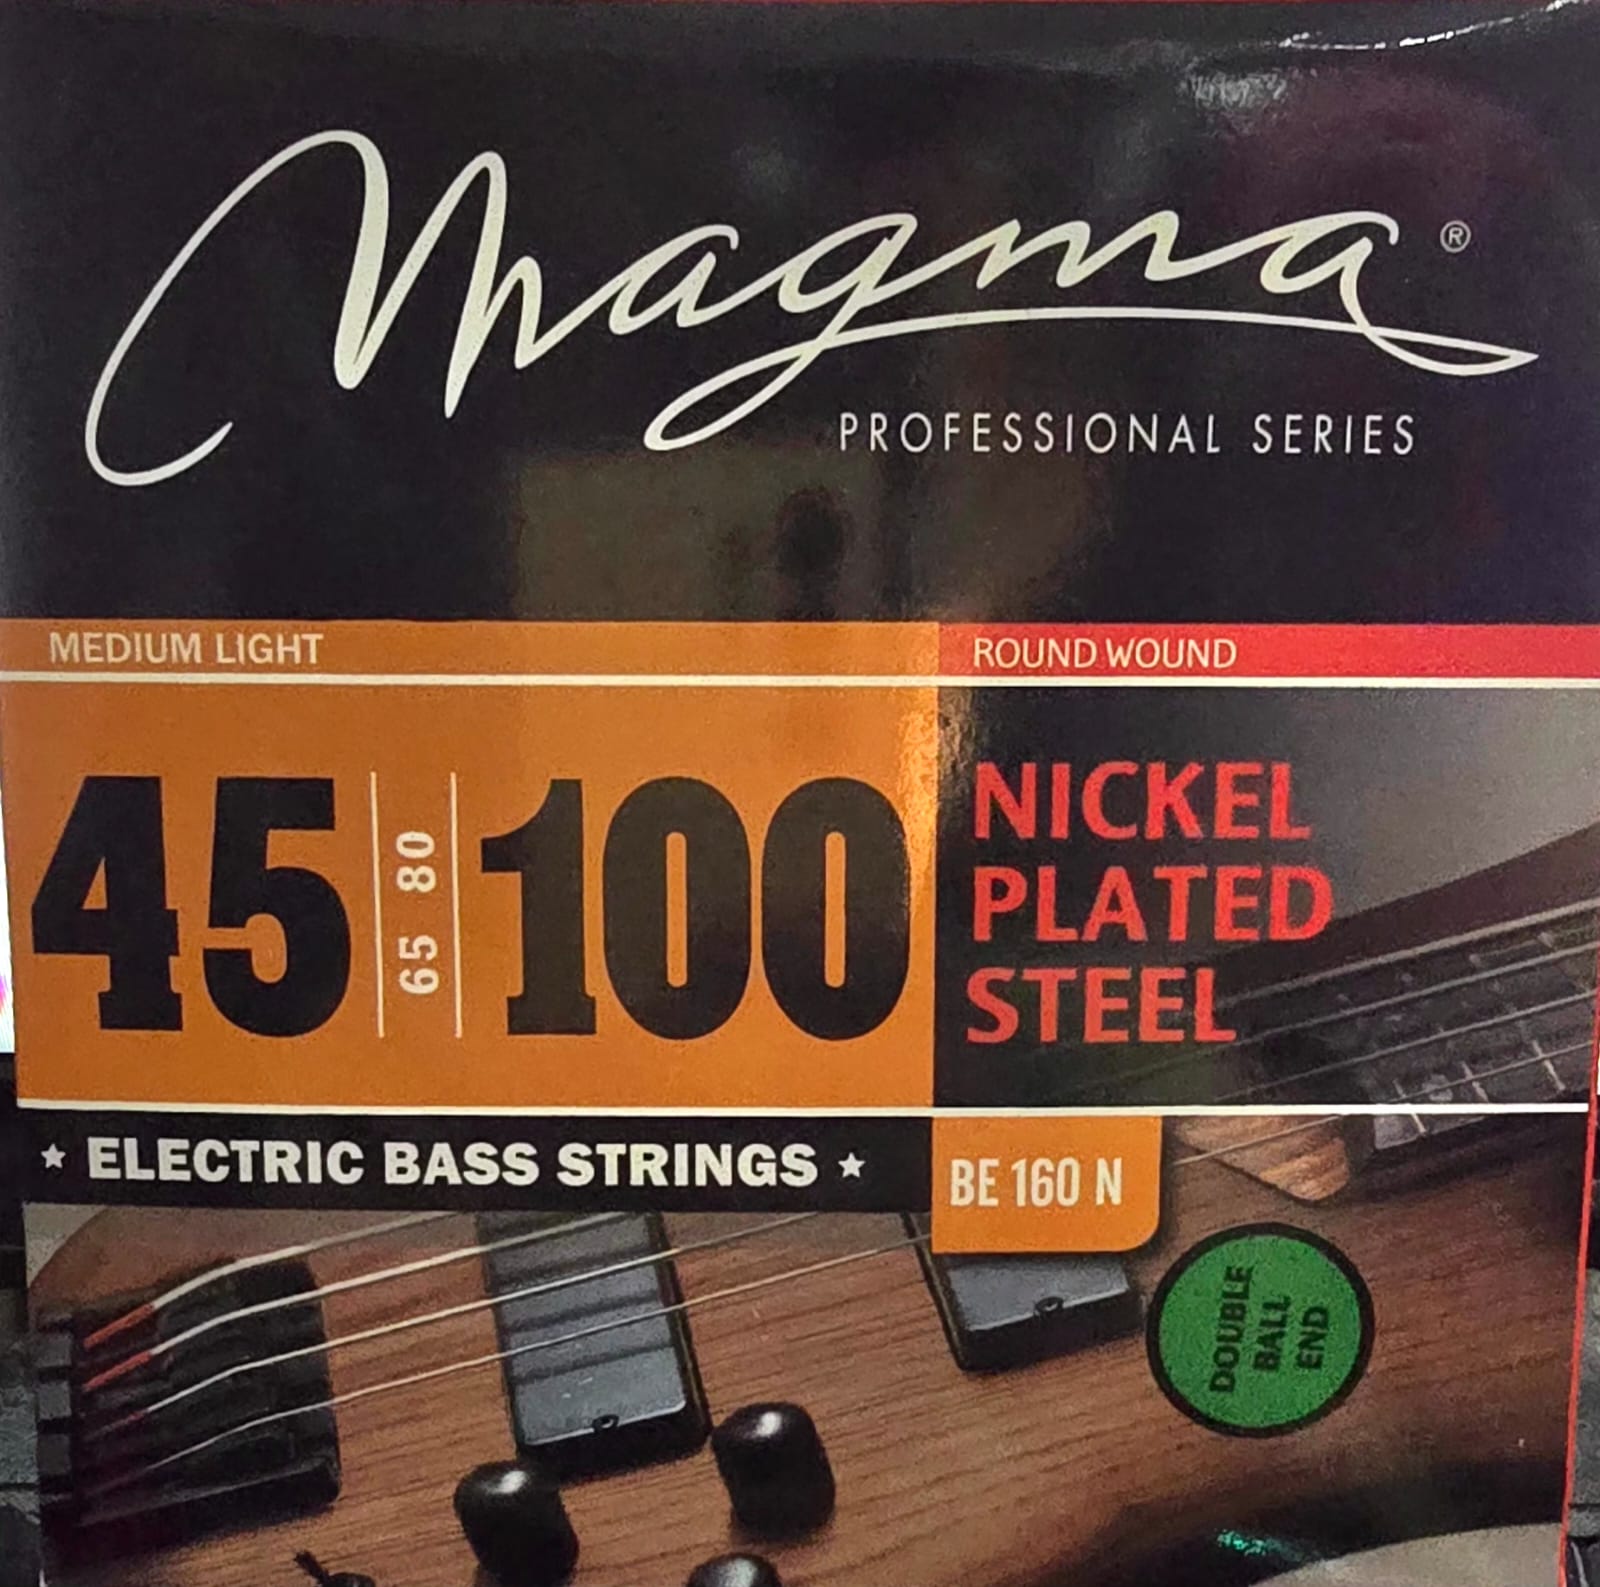 Magma ®
PROFESSIONAL SERIES
MEDIUM LIGHT
ROUND WOUND
45
65 80
100
NICKEL
PLATED
STEEL
★ ELECTRIC BASS STRINGS ★
BE 160 N
DOUBLE
BALL
END